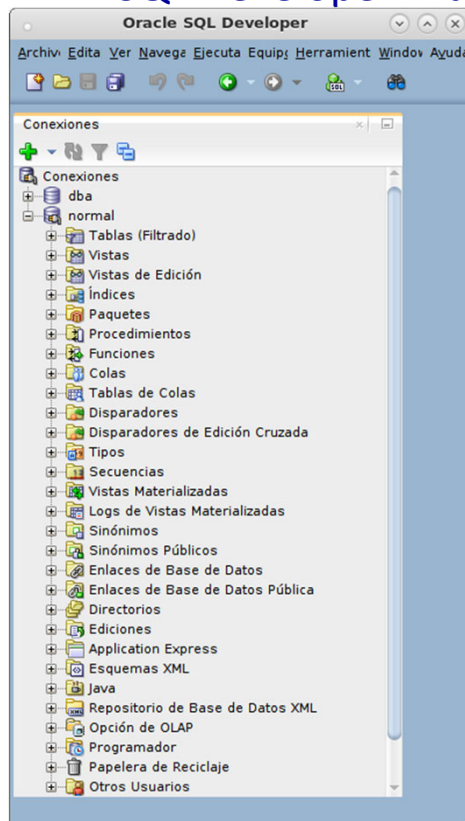 Oracle SQL Developer
Archiv Edita Ver Navega Ejecuta Equip Herramient Window Ayuda
SQL
Conexiones
Conexiones
dba
normal
Tablas (Filtrado)
Vistas
Vistas de Edición
Índices
Paquetes
Procedimientos
Funciones
Colas
Tablas de Colas
Disparadores
Disparadores de Edición Cruzada
Tipos
Secuencias
Vistas Materializadas
Logs de Vistas Materializadas
Sinónimos
Sinónimos Públicos
Enlaces de Base de Datos
Enlaces de Base de Datos Pública
Directorios
Ediciones
Application Express
Esquemas XML
Java
Repositorio de Base de Datos XML
Opción de OLAP
Programador
Papelera de Reciclaje
Otros Usuarios